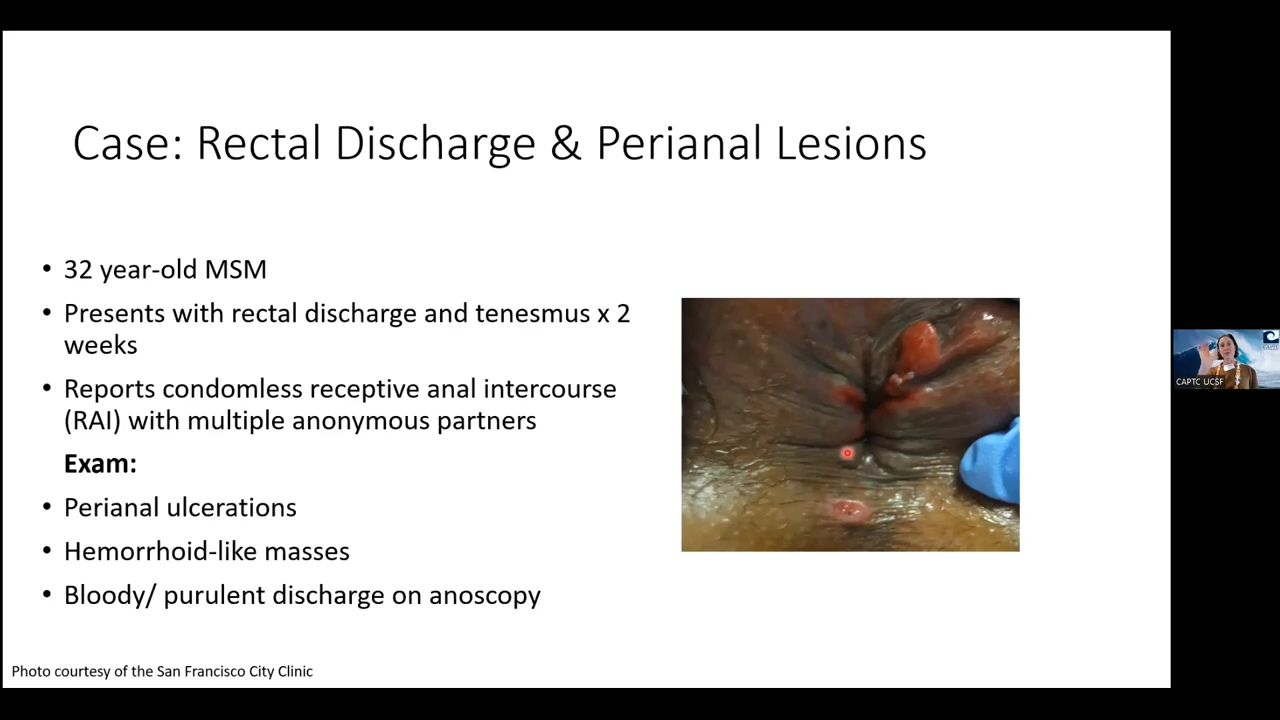 Case: Rectal Discharge & Perianal Lesions
• 32 year-old MSM
• Presents with rectal discharge and tenesmus x 2
weeks
• Reports condomless receptive anal intercourse
(RAI) with multiple anonymous partners
Exam:
• Perianal ulcerations
• Hemorrhoid-like masses
• Bloody/ purulent discharge on anoscopy
Photo courtesy of the San Francisco City Clinic
CAPTC UCSF